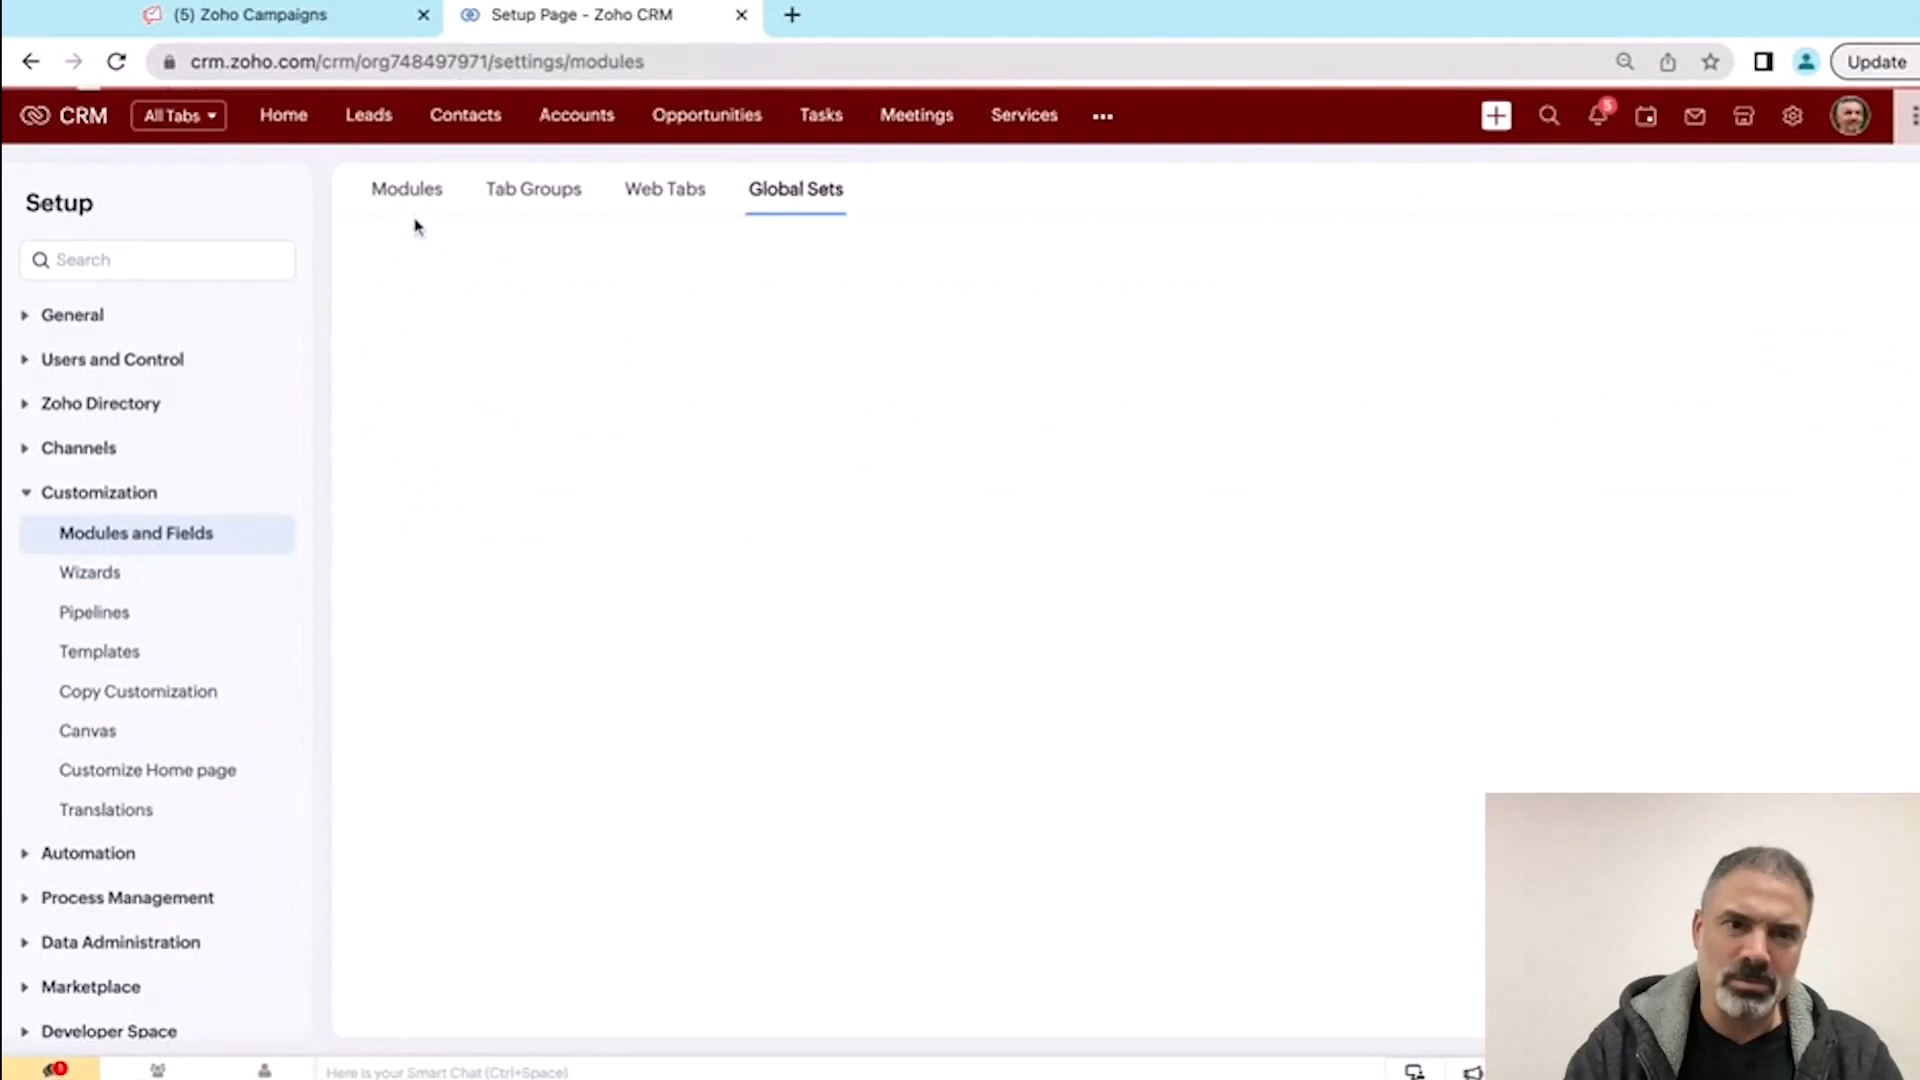 (5) Zoho Campaigns
Setup Page - Zoho CRM
crm.zoho.com/crm/org748497971/settings/modules
Update
CRM
All Tabs
Home
Leads
Contacts
Accounts
Opportunities
Tasks
Meetings
Services
...
5
Setup
Search
General
Users and Control
Zoho Directory
Channels
Customization
Modules and Fields
Wizards
Pipelines
Templates
Copy Customization
Canvas
Customize Home page
Translations
Automation
Process Management
Data Administration
Marketplace
Developer Space
Modules
Tab Groups
Web Tabs
Global Sets
Here is your Smart Chat (Ctrl+Space)